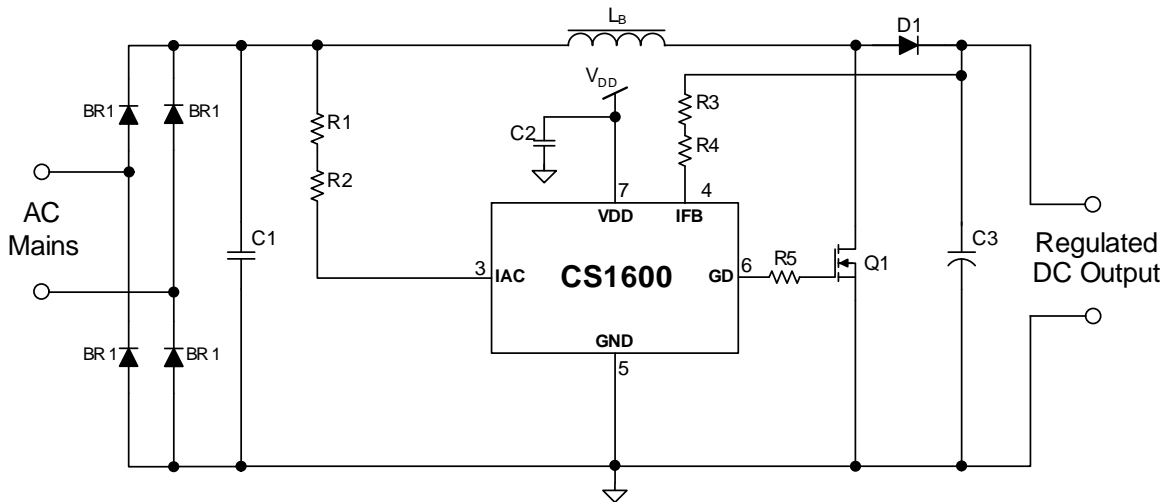 LB
D1
VDD
BR1
BR1
R3
R1
C2
R4
R2
7
4
AC
Mains
VDD
IFB
C1
C3
Regulated
DC Output
3
IAC
CS1600
GD
6
R5
Q1
BR1
BR1
GND
5